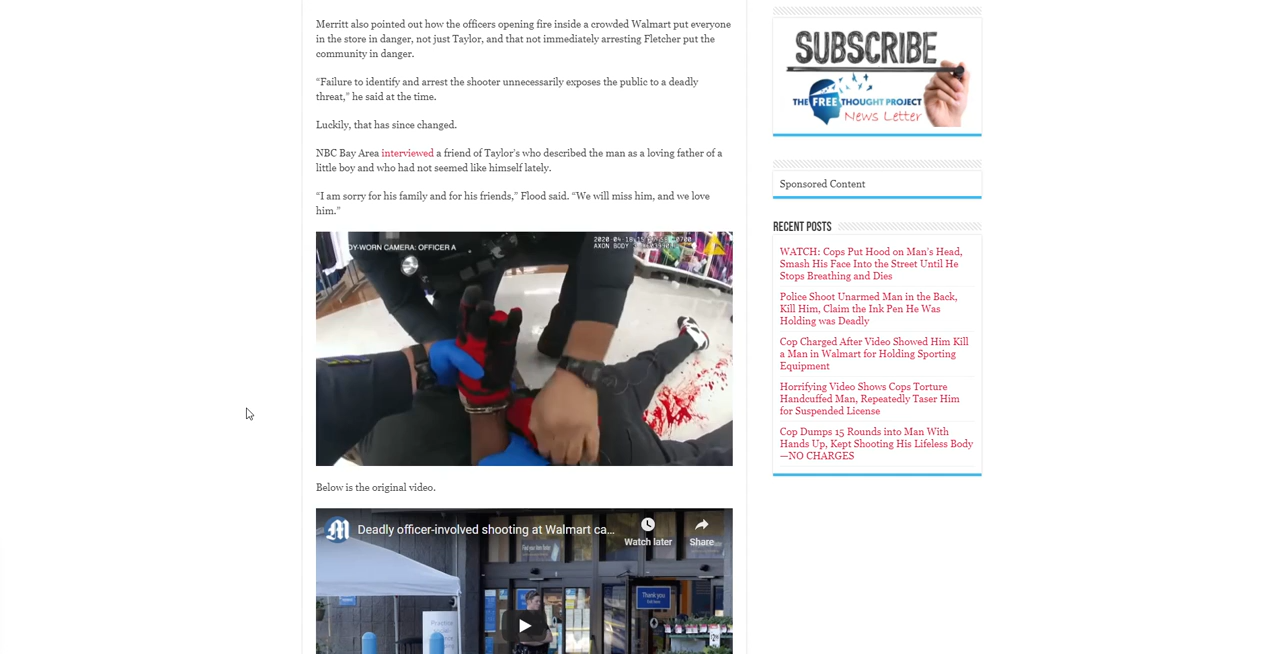 Merritt also pointed out how the officers opening fire inside a crowded Walmart put everyone
in the store in danger, not just Taylor, and that not immediately arresting Fletcher put the
community in danger.
“Failure to identify and arrest the shooter unnecessarily exposes the public to a deadly
threat,” he said at the time.
Luckily, that has since changed.
NBC Bay Area interviewed a friend of Taylor’s who described the man as a loving father of a
little boy and who had not seemed like himself lately.
“I am sorry for his family and for his friends,” Flood said. “We will miss him, and we love
him.”
DY-WORN CAMERA: OFFICER A
AXON BODY
Below is the original video.
Deadly officer-involved shooting at Walmart ca...
Watch later
Share
Thank you
SUBSCRIBE
THE FREE THOUGHT PROJECT
News Letter
Sponsored Content
RECENT POSTS
WATCH: Cops Put Hood on Man’s Head,
Smash His Face Into the Street Until He
Stops Breathing and Dies
Police Shoot Unarmed Man in the Back,
Kill Him, Claim the Ink Pen He Was
Holding was Deadly
Cop Charged After Video Showed Him Kill
a Man in Walmart for Holding Sporting
Equipment
Horrifying Video Shows Cops Torture
Handcuffed Man, Repeatedly Taser Him
for Suspended License
Cop Dumps 15 Rounds into Man With
Hands Up, Kept Shooting His Lifeless Body
—NO CHARGES